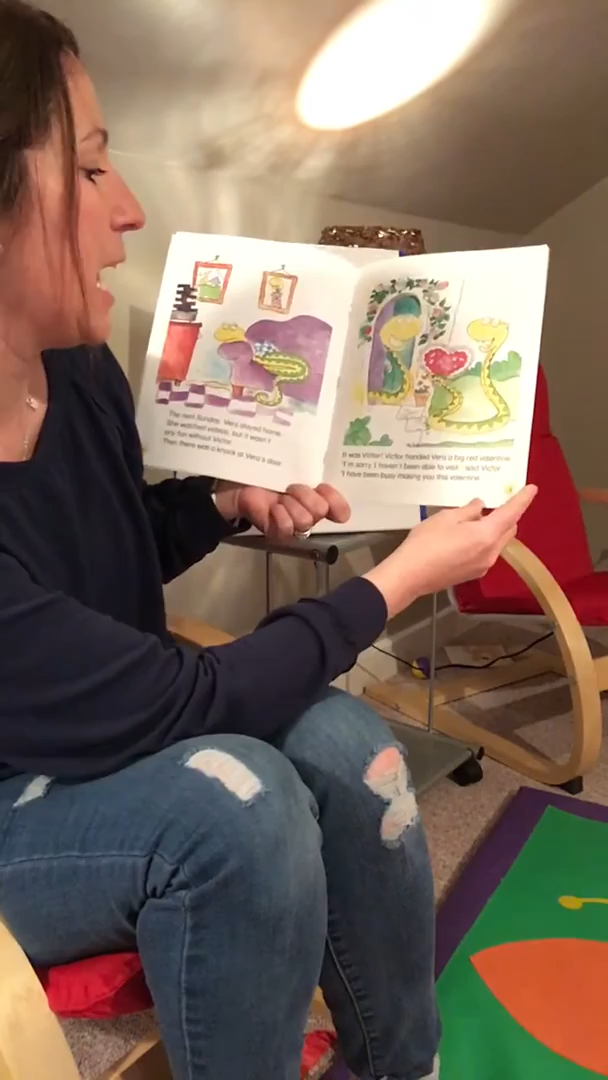 The next Sunday, Vera stayed home.
She watched videos, but it wasn't
any fun without Victor.
Then there was a knock at Vera's door.
It was Victor! Victor handed Vera a big red valentine.
"I'm sorry I haven't been able to visit," said Victor.
"I have been busy making you this valentine."